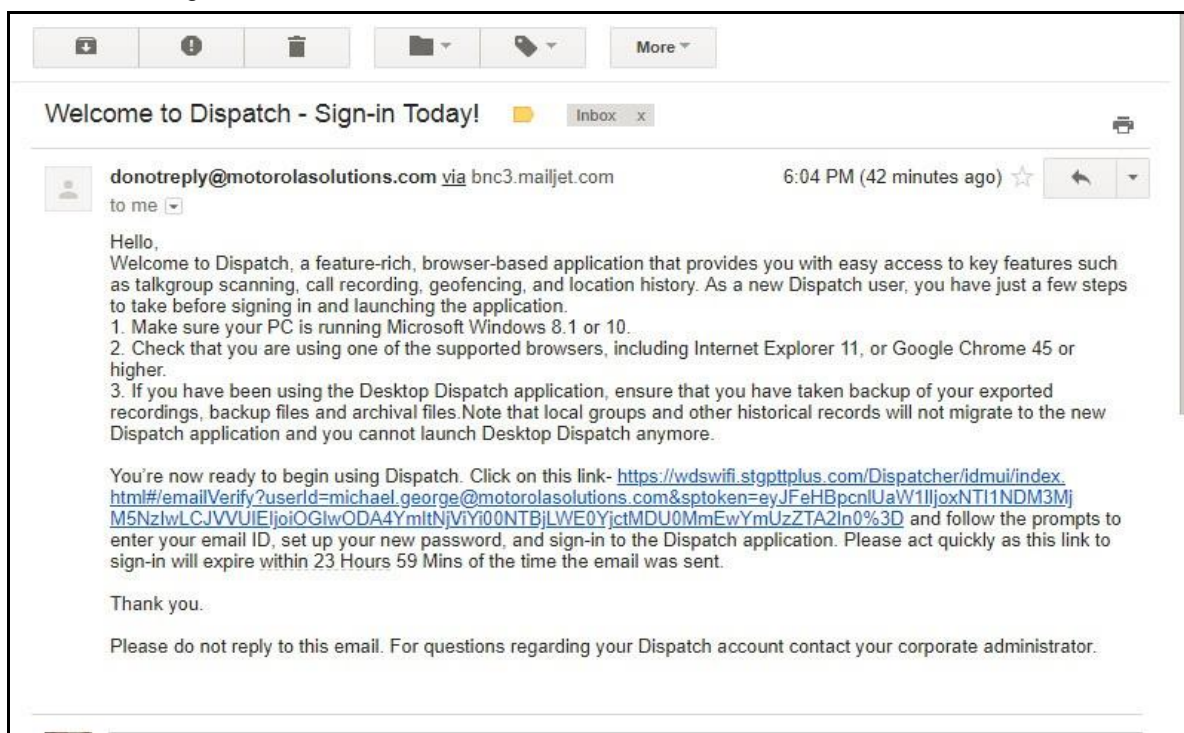 More
Welcome to Dispatch - Sign-in Today!
Inbox x
donotreply@motorolasolutions.com via bnc3.mailjet.com
6:04 PM (42 minutes ago)
to me
Hello,
Welcome to Dispatch, a feature-rich, browser-based application that provides you with easy access to key features such
as talkgroup scanning, call recording, geofencing, and location history. As a new Dispatch user, you have just a few steps
to take before signing in and launching the application.
1. Make sure your PC is running Microsoft Windows 8.1 or 10.
2. Check that you are using one of the supported browsers, including Internet Explorer 11, or Google Chrome 45 or
higher.
3. If you have been using the Desktop Dispatch application, ensure that you have taken backup of your exported
recordings, backup files and archival files.Note that local groups and other historical records will not migrate to the new
Dispatch application and you cannot launch Desktop Dispatch anymore.
You're now ready to begin using Dispatch. Click on this link- https://wdswifi.stgpttplus.com/Dispatcher/idmui/index.
html#/emailVerify?userId=michael.george@motorolasolutions.com&sptoken=
and follow the prompts to
enter your email ID, set up your new password, and sign-in to the Dispatch application. Please act quickly as this link to
sign-in will expire within 23 Hours 59 Mins of the time the email was sent.
Thank you.
Please do not reply to this email. For questions regarding your Dispatch account contact your corporate administrator.